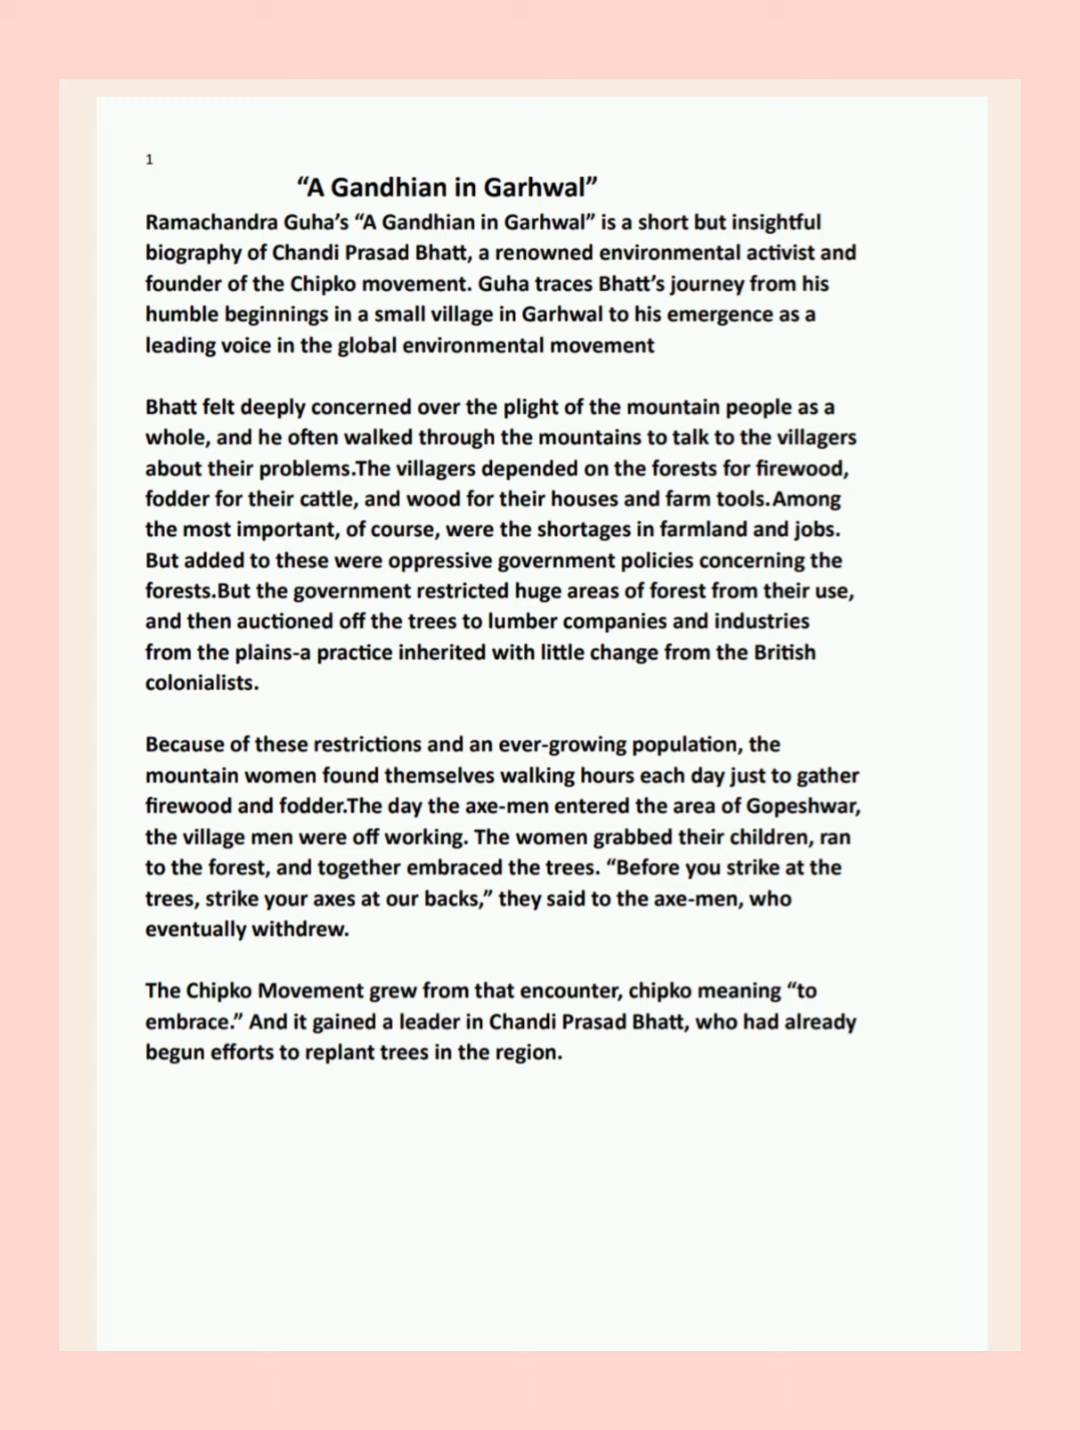 1
“A Gandhian in Garhwal”
Ramachandra Guha’s “A Gandhian in Garhwal” is a short but insightful
biography of Chandi Prasad Bhatt, a renowned environmental activist and
founder of the Chipko movement. Guha traces Bhatt’s journey from his
humble beginnings in a small village in Garhwal to his emergence as a
leading voice in the global environmental movement
Bhatt felt deeply concerned over the plight of the mountain people as a
whole, and he often walked through the mountains to talk to the villagers
about their problems.The villagers depended on the forests for firewood,
fodder for their cattle, and wood for their houses and farm tools.Among
the most important, of course, were the shortages in farmland and jobs.
But added to these were oppressive government policies concerning the
forests.But the government restricted huge areas of forest from their use,
and then auctioned off the trees to lumber companies and industries
from the plains-a practice inherited with little change from the British
colonialists.
Because of these restrictions and an ever-growing population, the
mountain women found themselves walking hours each day just to gather
firewood and fodder.The day the axe-men entered the area of Gopeshwar,
the village men were off working. The women grabbed their children, ran
to the forest, and together embraced the trees. “Before you strike at the
trees, strike your axes at our backs,” they said to the axe-men, who
eventually withdrew.
The Chipko Movement grew from that encounter, chipko meaning “to
embrace.” And it gained a leader in Chandi Prasad Bhatt, who had already
begun efforts to replant trees in the region.